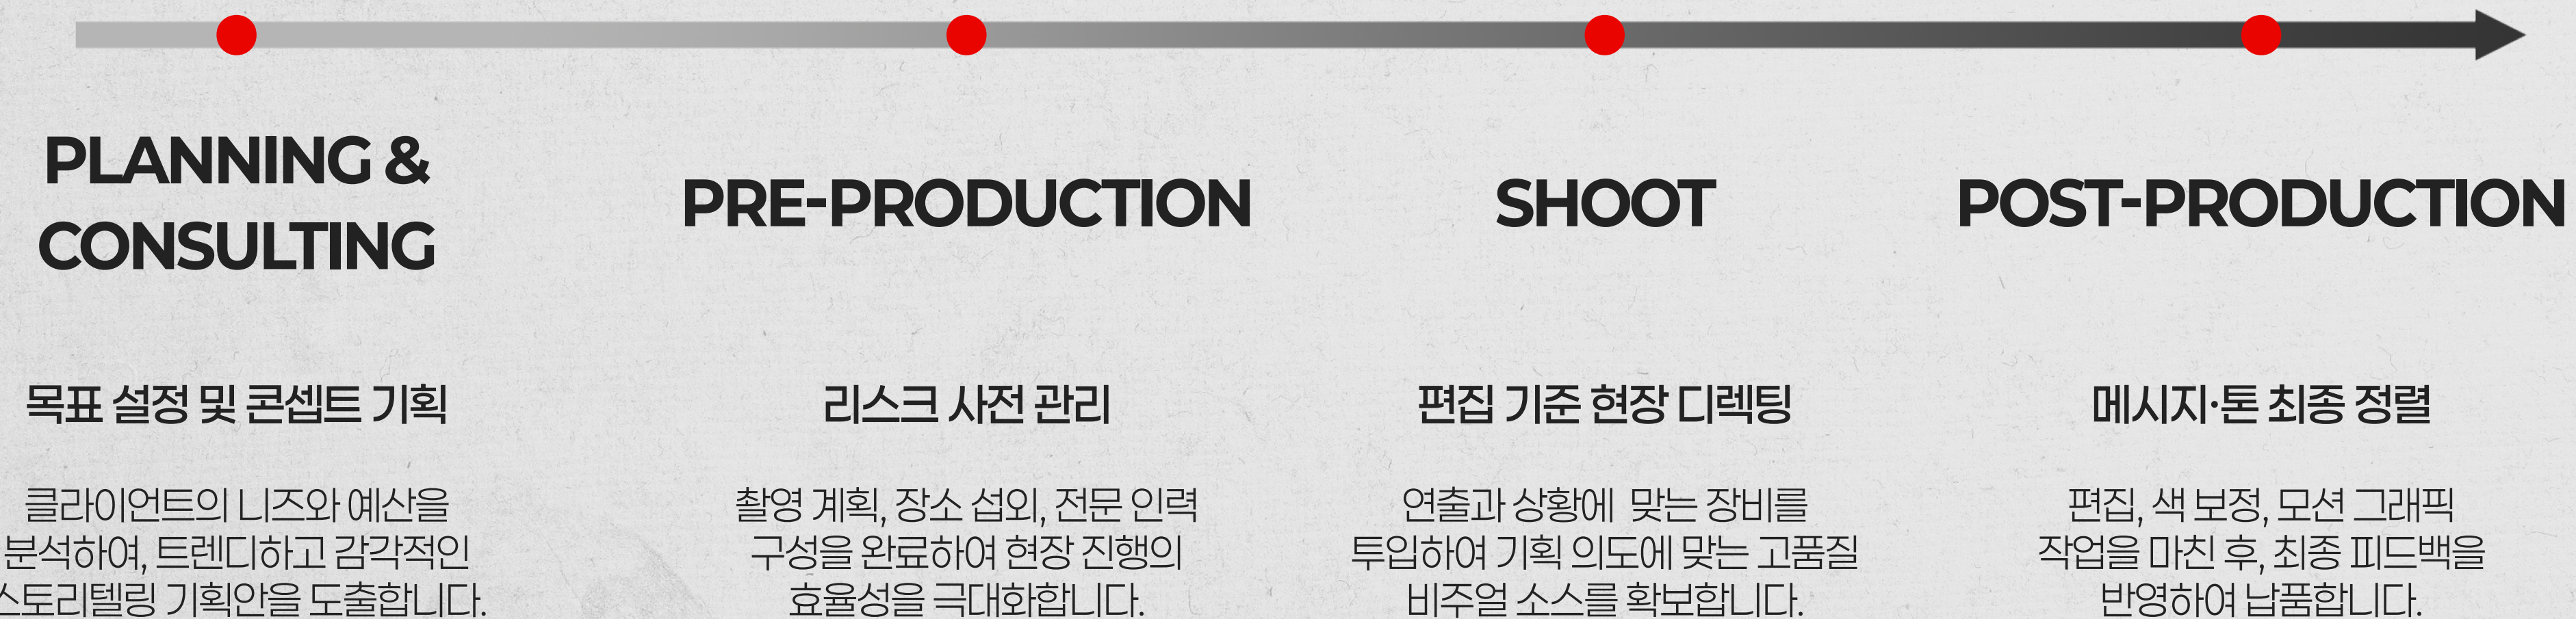 PLANNING &
CONSULTING
목표 설정 및 콘셉트 기획
클라이언트의 니즈와 예산을
분석하여, 트렌디하고 감각적인
스토리텔링 기획안을 도출합니다.
PRE-PRODUCTION
리스크 사전 관리
촬영 계획, 장소 섭외, 전문 인력
구성을 완료하여 현장 진행의
효율성을 극대화합니다.
SHOOT
편집 기준 현장 디렉팅
연출과 상황에 맞는 장비를
투입하여 기획 의도에 맞는 고품질
비주얼 소스를 확보합니다.
POST-PRODUCTION
메시지·톤 최종 정렬
편집, 색 보정, 모션 그래픽
작업을 마친 후, 최종 피드백을
반영하여 납품합니다.